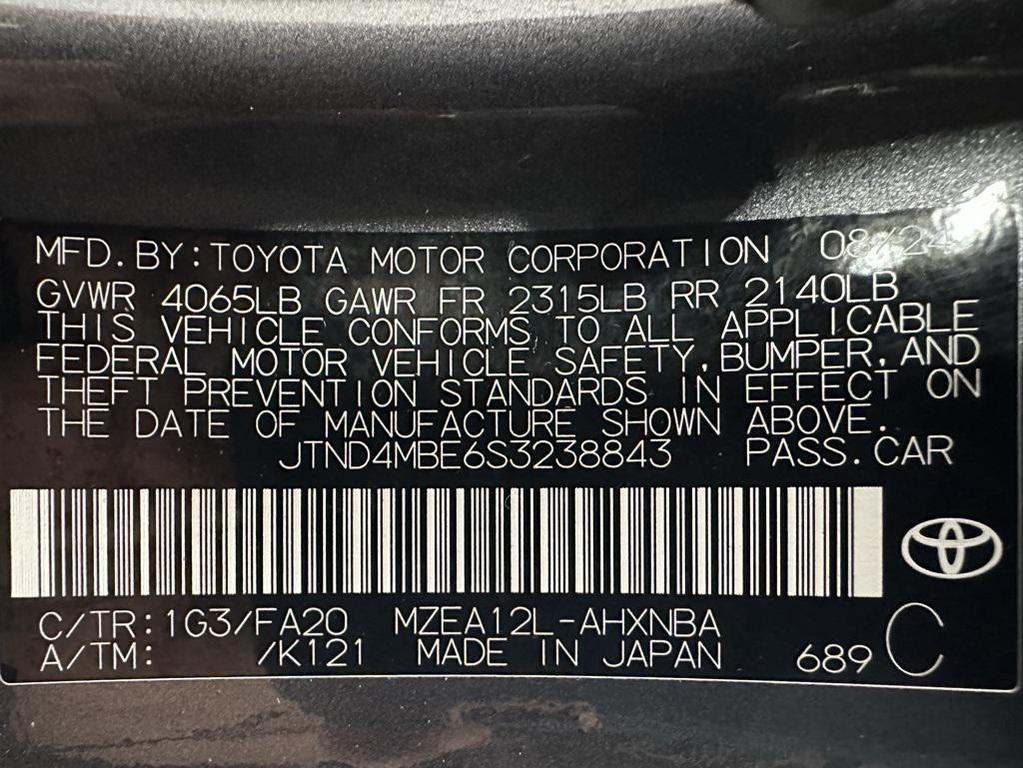 MFD. BY: TOYOTA MOTOR CORPORATION 08/24
GVWR 4065LB GAWR FR 2315LB RR 2140LB
THIS VEHICLE CONFORMS TO ALL APPLICABLE
FEDERAL MOTOR VEHICLE SAFETY, BUMPER, AND
THEFT PREVENTION STANDARDS IN EFFECT ON
THE DATE OF MANUFACTURE SHOWN ABOVE.
JTND4MBE6S3238843 PASS. CAR
C/TR: 1G3/FA20 MZEA12L-AHXNBA
A/TM: /K121 MADE IN JAPAN 689 C